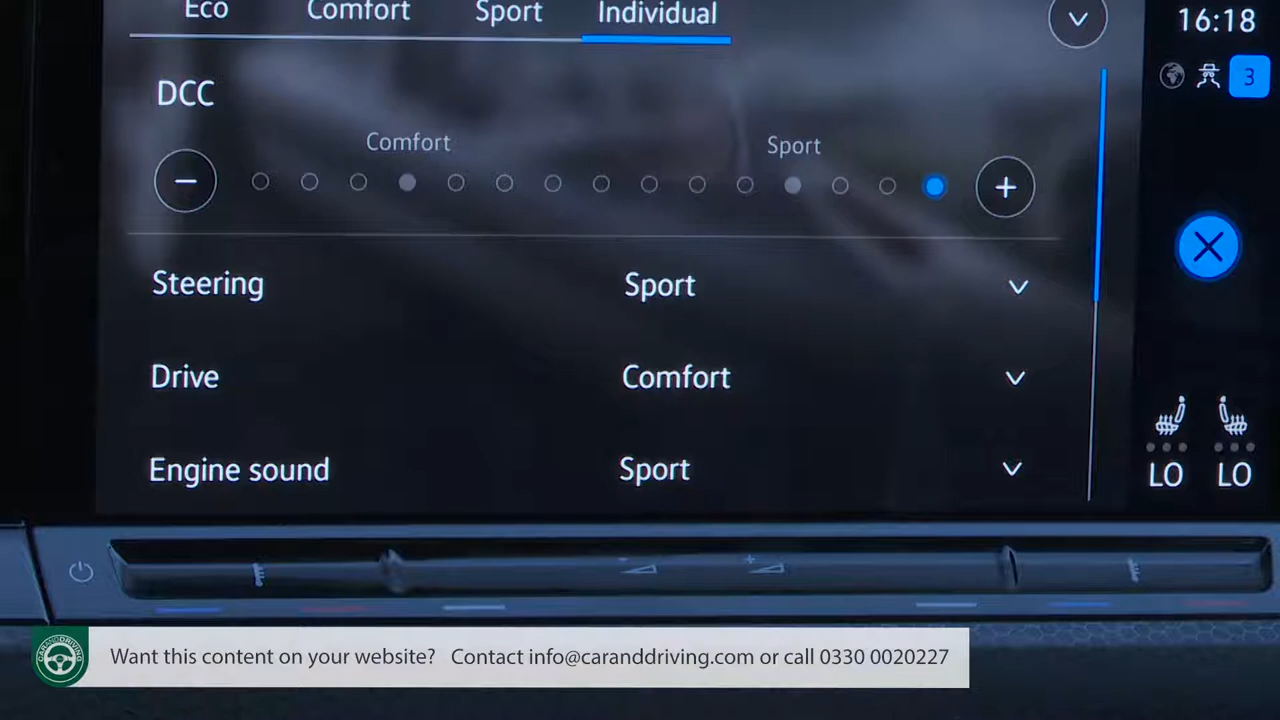 Eco Comfort Sport Individual
16:18
3
DCC
Comfort Sport
Steering Sport
Drive Comfort
Engine sound Sport
LO LO
CARANDDRIVING
Want this content on your website? Contact info@caranddriving.com or call 0330 0020227